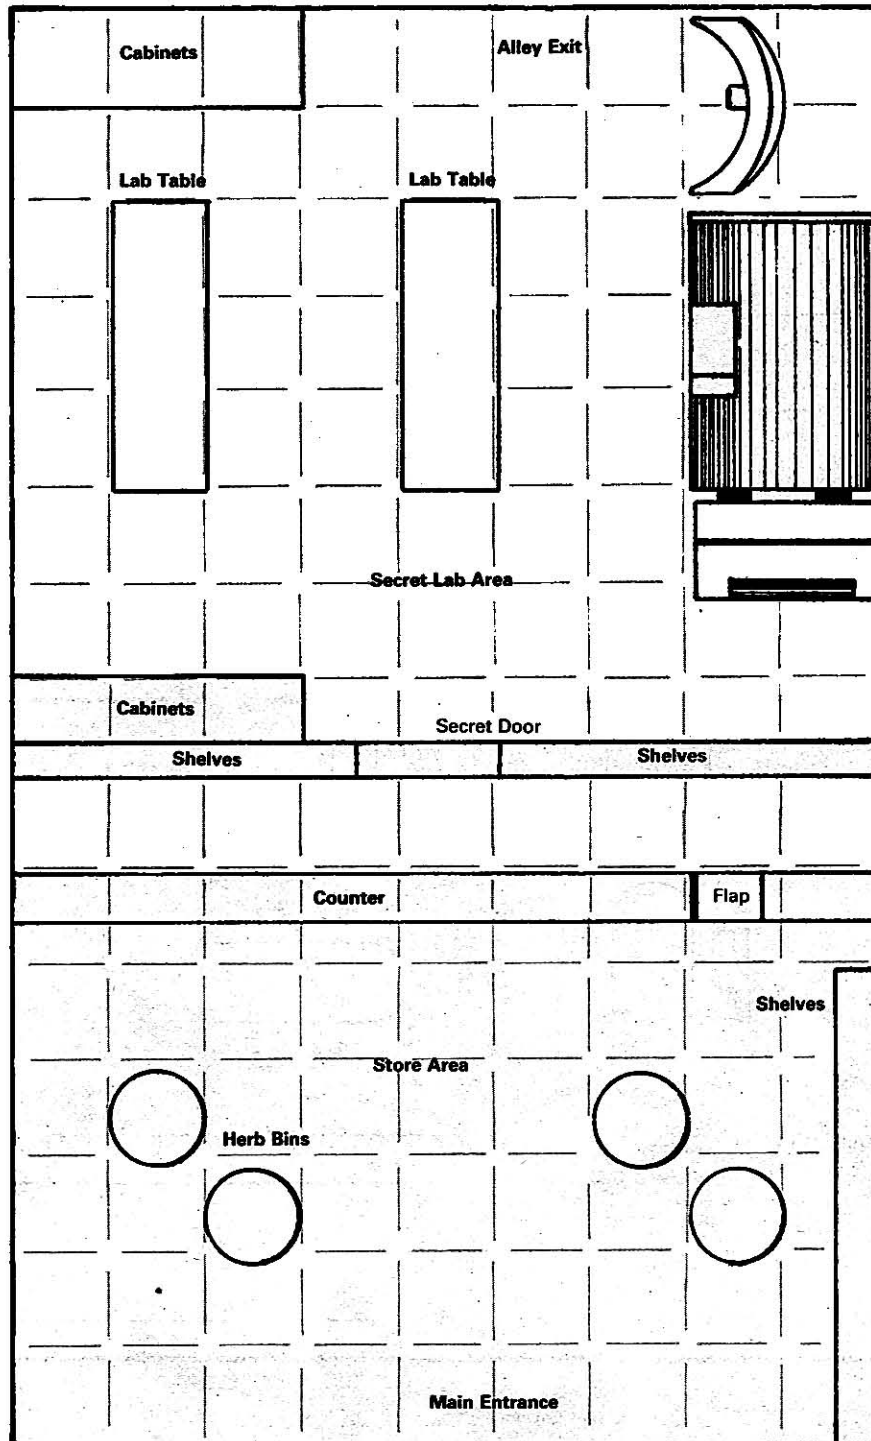 Cabinets
Alley Exit
Lab Table
Lab Table
Secret Lab Area
Cabinets
Secret Door
Shelves
Shelves
Counter
Flap
Shelves
Store Area
Herb Bins
Main Entrance